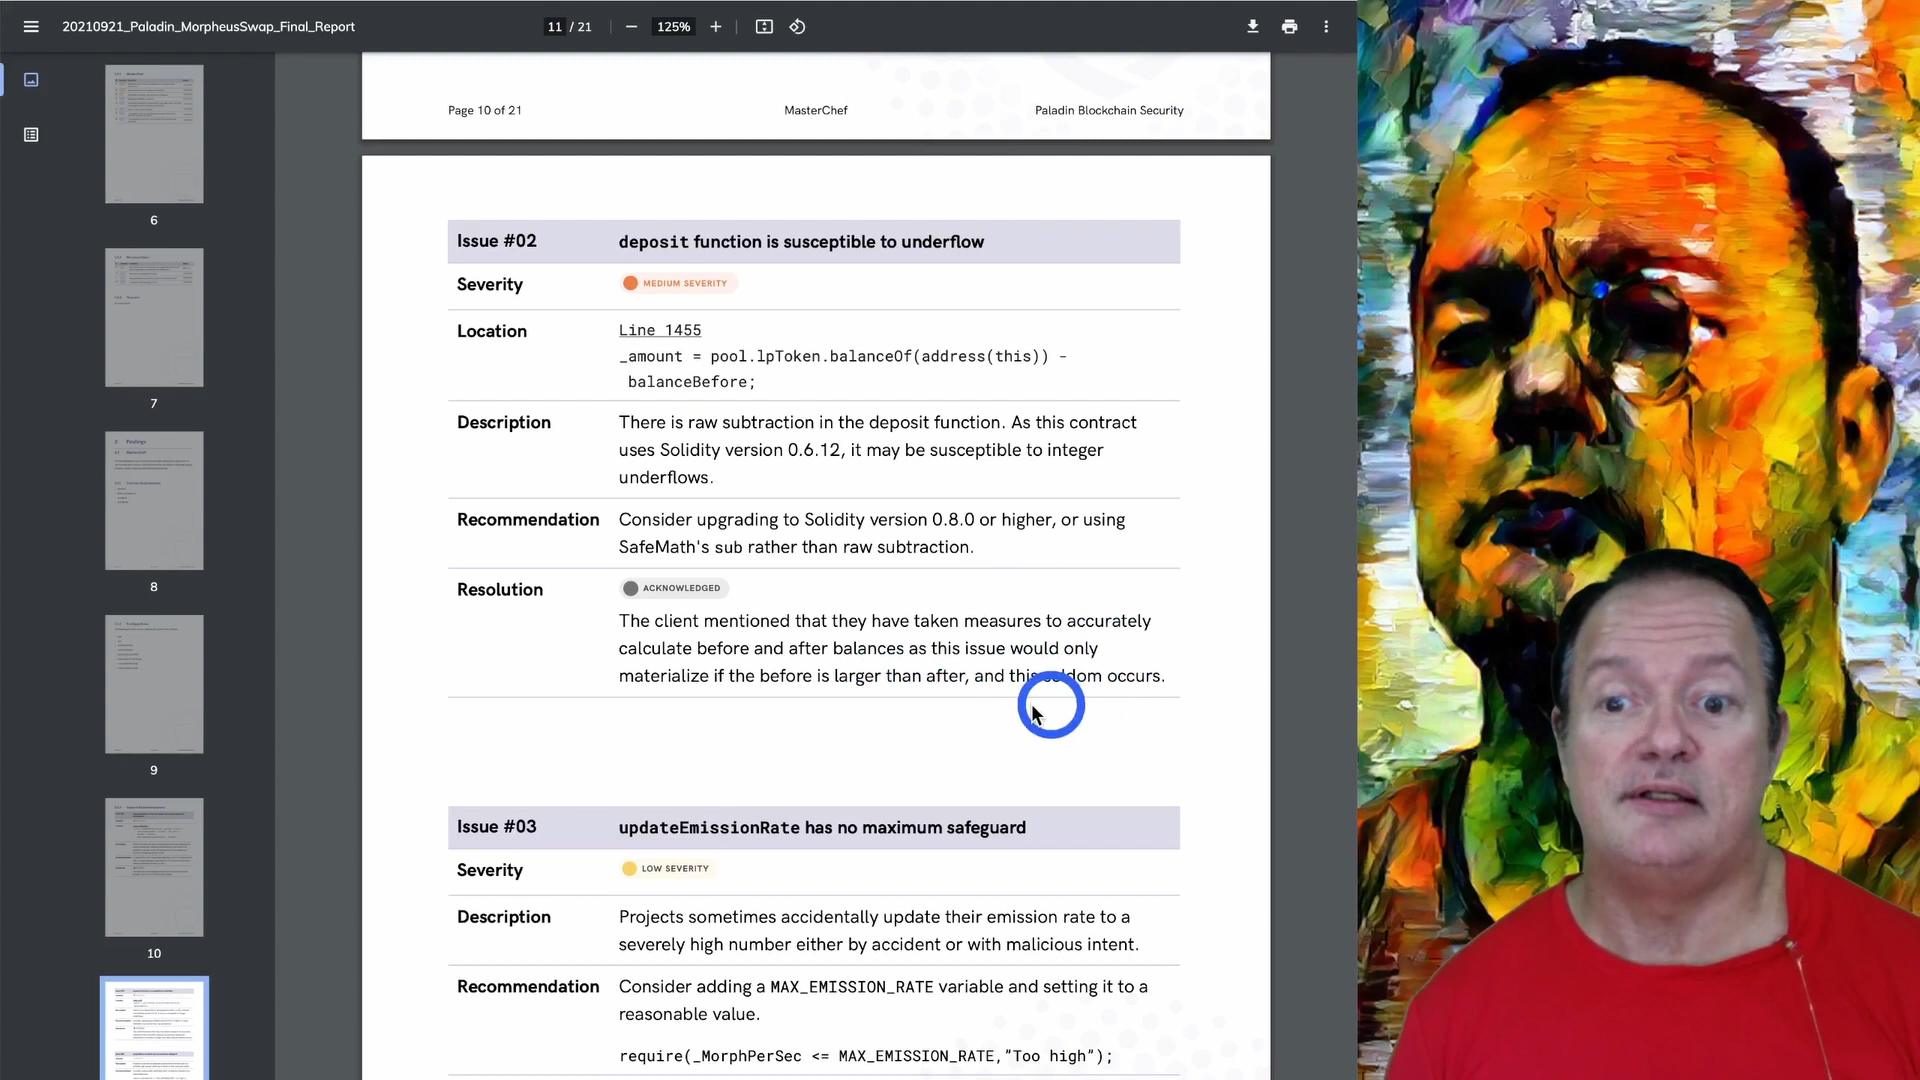 20210921_Paladin_MorpheusSwap_Final_Report
11 / 21
125%
6
7
8
9
10
Page 10 of 21
MasterChef
Paladin Blockchain Security
Issue #02
deposit function is susceptible to underflow
Severity
MEDIUM SEVERITY
Location
Line 1455
_amount = pool.lpToken.balanceOf(address(this)) -
balanceBefore;
Description
There is raw subtraction in the deposit function. As this contract
uses Solidity version 0.6.12, it may be susceptible to integer
underflows.
Recommendation
Consider upgrading to Solidity version 0.8.0 or higher, or using
SafeMath's sub rather than raw subtraction.
Resolution
ACKNOWLEDGED
The client mentioned that they have taken measures to accurately
calculate before and after balances as this issue would only
materialize if the before is larger than after, and this seldom occurs.
Issue #03
updateEmissionRate has no maximum safeguard
Severity
LOW SEVERITY
Description
Projects sometimes accidentally update their emission rate to a
severely high number either by accident or with malicious intent.
Recommendation
Consider adding a MAX_EMISSION_RATE variable and setting it to a
reasonable value.
require(_MorphPerSec <= MAX_EMISSION_RATE,"Too high");